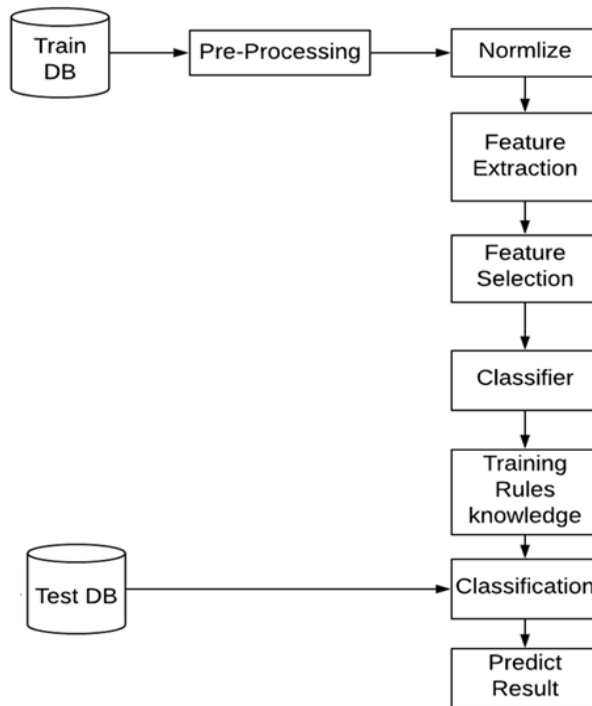 Train
DB
Pre-Processing
Normlize
Feature
Extraction
Feature
Selection
Classifier
Training
Rules
knowledge
Test DB
Classification
Predict
Result